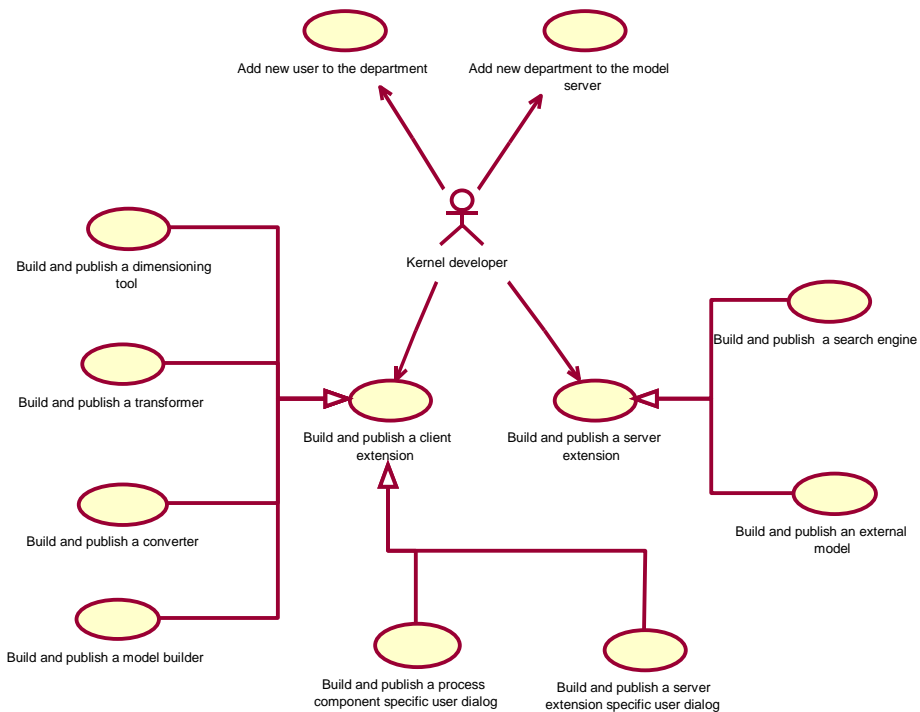 Add new user to the department
Add new department to the model
server
Kernel developer
Build and publish a dimensioning
tool
Build and publish a search engine
Build and publish a transformer
Build and publish a client
extension
Build and publish a server
extension
Build and publish a converter
Build and publish an external
model
Build and publish a model builder
Build and publish a process
component specific user dialog
Build and publish a server
extension specific user dialog